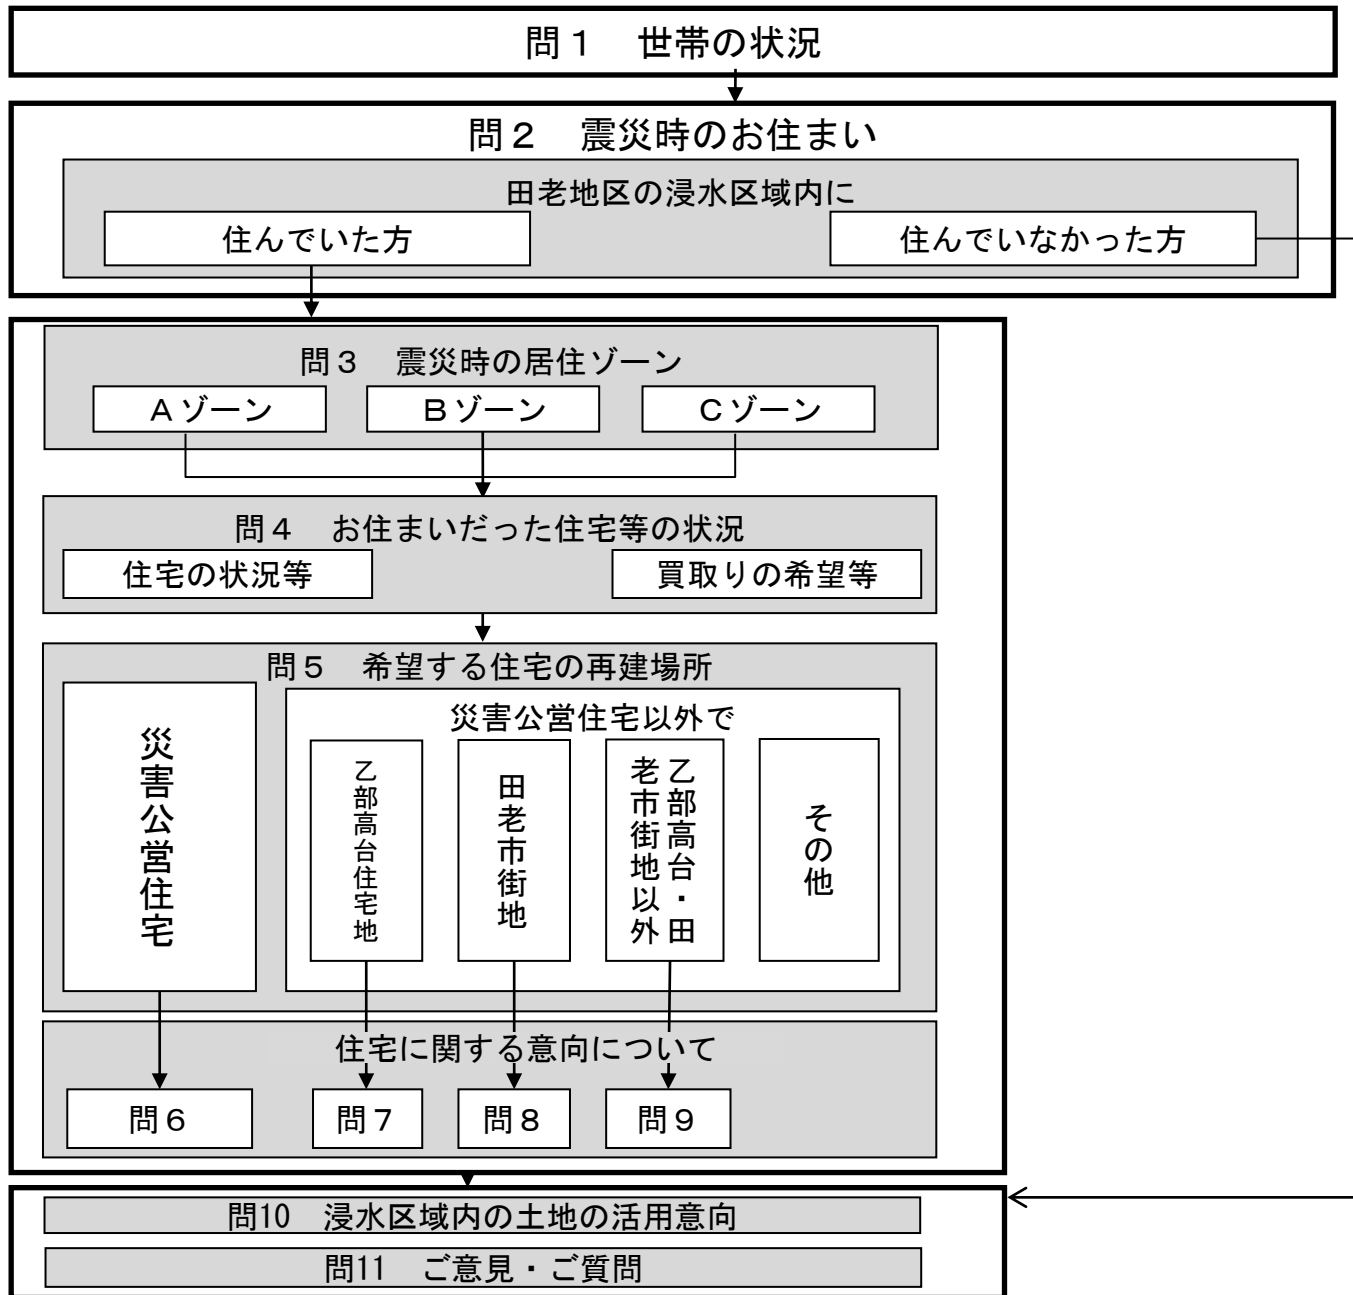 問１　世帯の状況
問２　震災時のお住まい
田老地区の浸水区域内に
住んでいた方
住んでいなかった方
問３　震災時の居住ゾーン
Ａゾーン
Ｂゾーン
Ｃゾーン
問４　お住まいだった住宅等の状況
住宅の状況等
買取りの希望等
問５　希望する住宅の再建場所
災害公営住宅
災害公営住宅以外で
乙部高台住宅地
田老市街地
乙部高台・田
老市街地以外
その他
住宅に関する意向について
問６
問７
問８
問９
問10　浸水区域内の土地の活用意向
問11　ご意見・ご質問